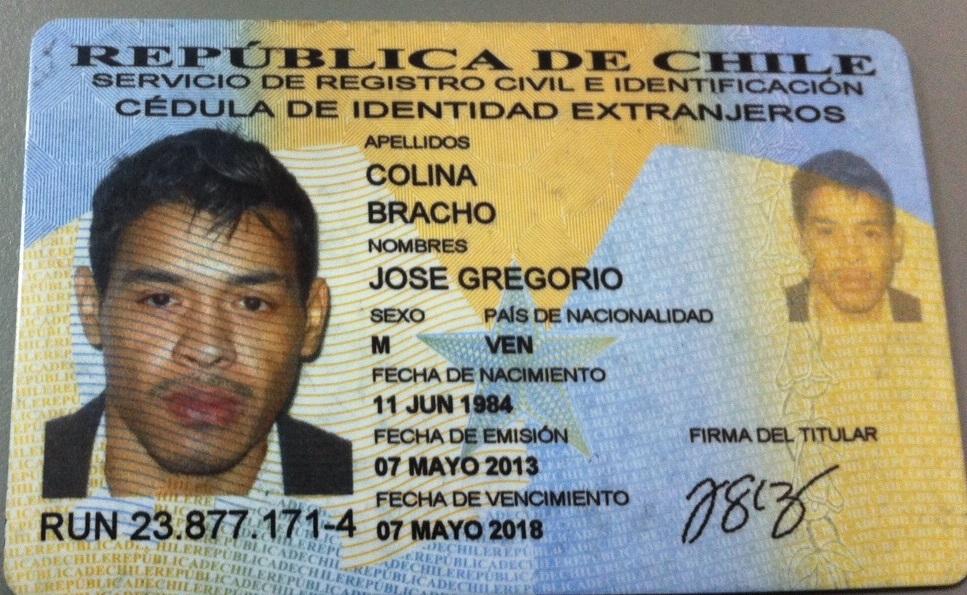 REPÚBLICA DE CHILE
SERVICIO DE REGISTRO CIVIL E IDENTIFICACIÓN
CÉDULA DE IDENTIDAD EXTRANJEROS
APELLIDOS
COLINA
BRACHO
NOMBRES
JOSE GREGORIO
SEXO PAÍS DE NACIONALIDAD
M VEN
FECHA DE NACIMIENTO
11 JUN 1984
FECHA DE EMISIÓN FIRMA DEL TITULAR
07 MAYO 2013
FECHA DE VENCIMIENTO
RUN 23.877.171-4 07 MAYO 2018